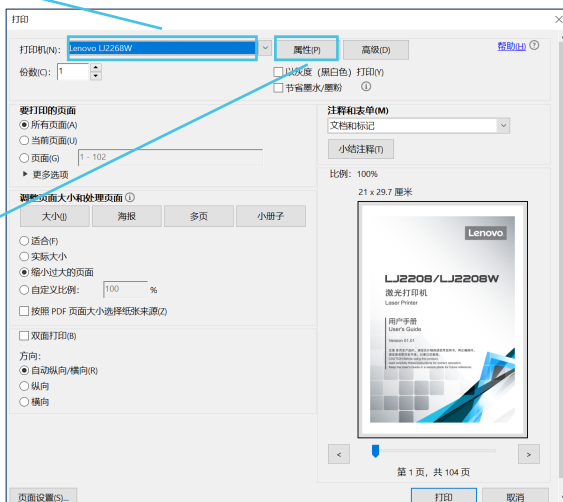 打印
打印机(N): Lenovo LJ2268W 属性(P) 高级(D) 帮助(H)
份数(C): 1 以灰度（黑白色）打印(Y)
节省墨水/墨粉
要打印的页面
所有页面(A)
当前页面(U)
页面(G) 1 - 102
更多选项
调整页面大小和处理页面
大小(I) 海报 多页 小册子
适合(F)
实际大小
缩小过大的页面
自定义比例: 100 %
按照 PDF 页面大小选择纸张来源(Z)
双面打印(B)
方向:
自动纵向/横向(R)
纵向
横向
注释和表单(M)
文档和标记
小结注释(T)
比例: 100%
21 x 29.7 厘米
Lenovo
LJ2208/LJ2208W
激光打印机
Laser Printer
用户手册
User's Guide
Version 07.01
< >
第 1 页，共 104 页
页面设置(S)... 打印 取消